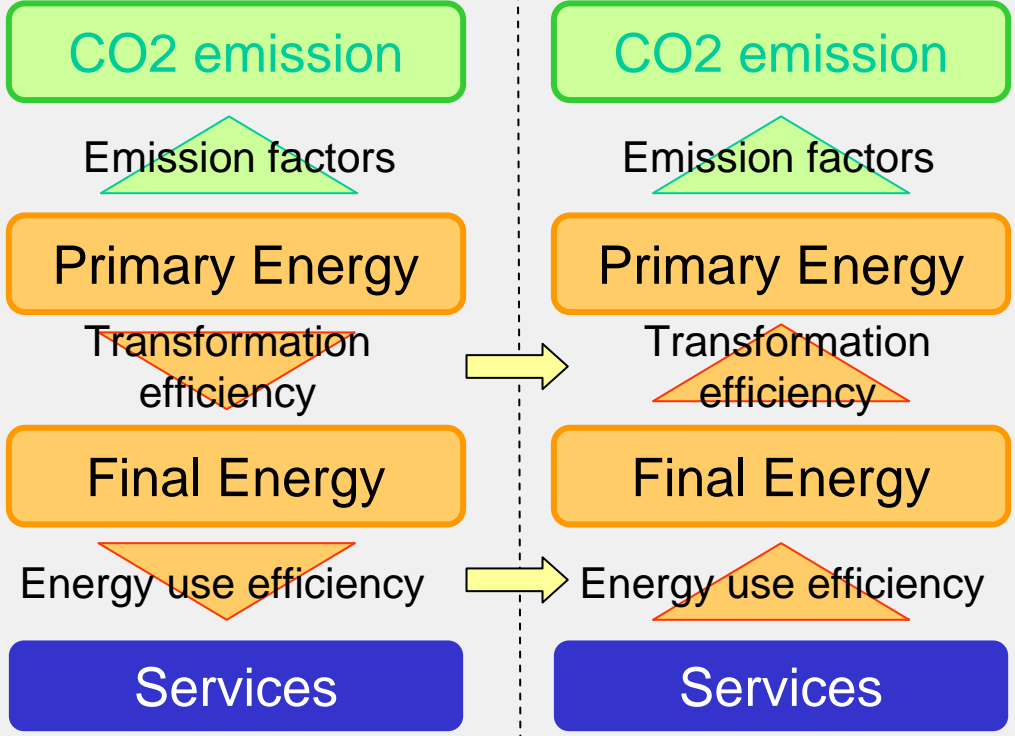 CO2 emission
Emission factors
Primary Energy
Transformation
efficiency
Final Energy
Energy use efficiency
Services
CO2 emission
Emission factors
Primary Energy
Transformation
efficiency
Final Energy
Energy use efficiency
Services